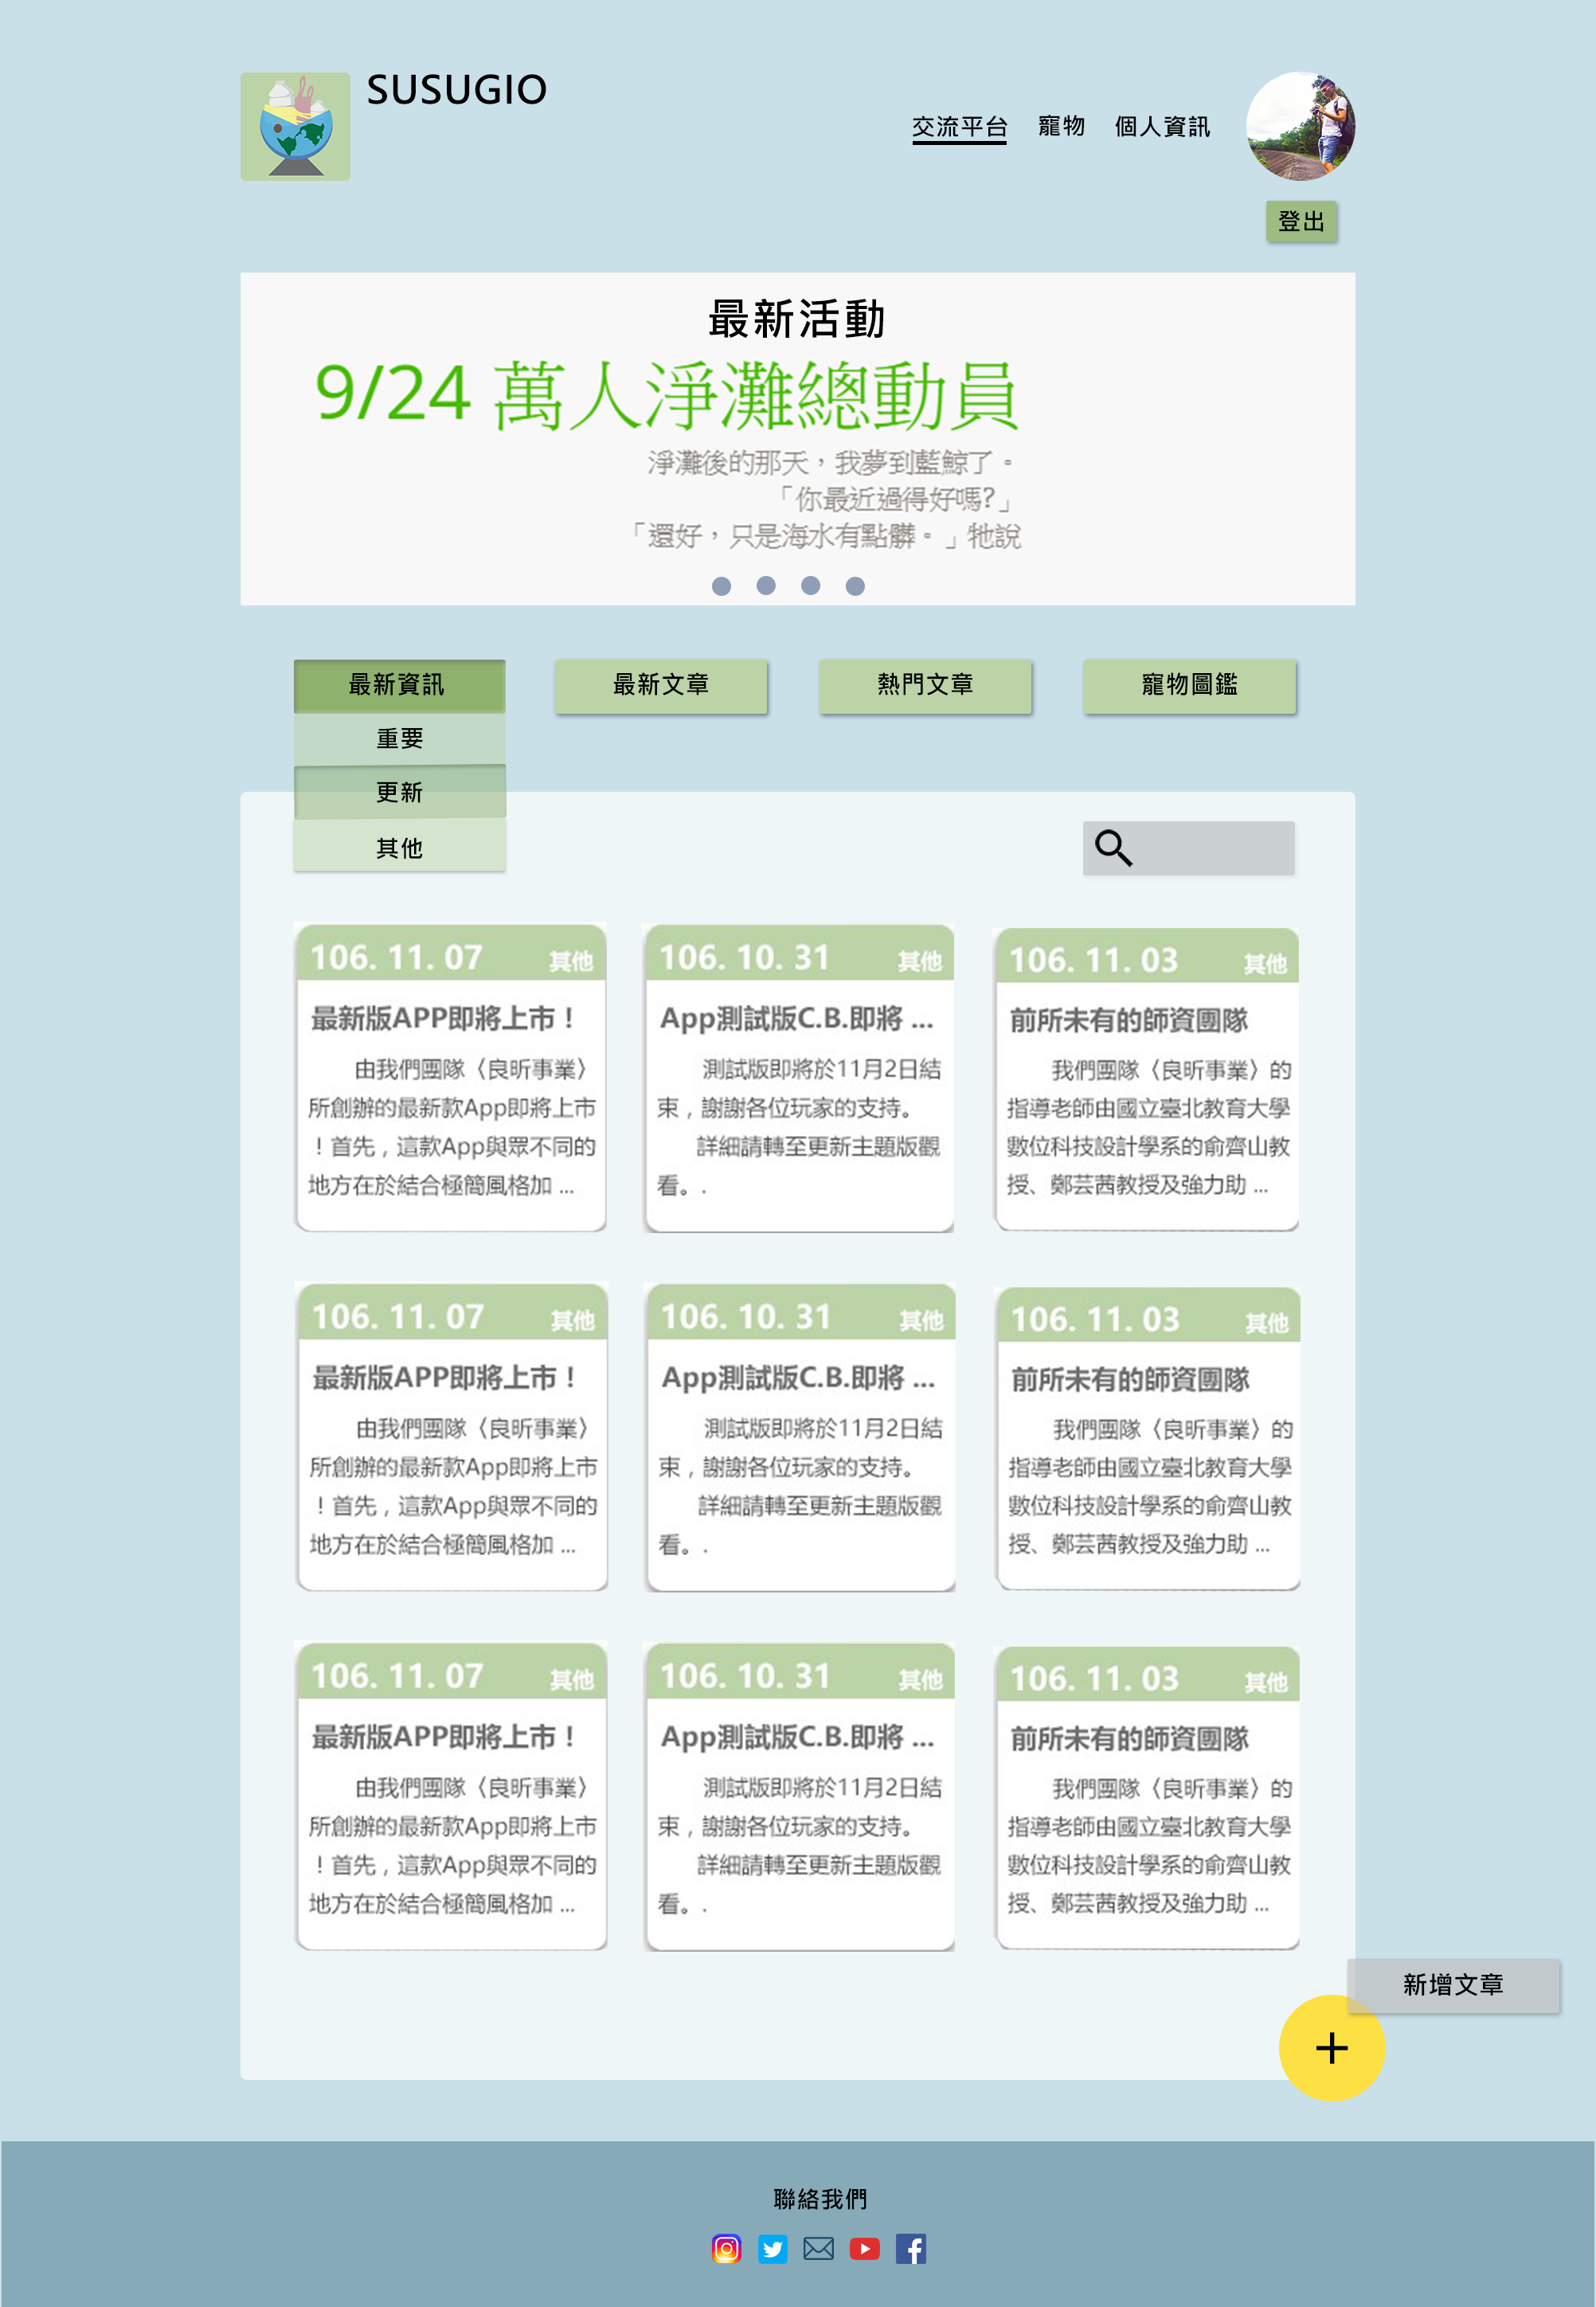 SUSUGIO
交流平台
寵物
個人資訊
登出
最新活動
9/24 萬人淨灘總動員
淨灘後的那天，我夢到藍鯨了。
「你最近過得好嗎?」
「還好，只是海水有點髒。」牠說
最新資訊
最新文章
熱門文章
寵物圖鑑
重要
更新
其他
106. 11. 07 其他
最新版APP即將上市！
由我們團隊〈良昕事業〉
所創辦的最新款App即將上市
！首先，這款App與眾不同的
地方在於結合極簡風格加 ...
106. 10. 31 其他
App測試版C.B.即將 ...
測試版即將於11月2日結
束，謝謝各位玩家的支持。
詳細請轉至更新主題版觀
看。.
106. 11. 03 其他
前所未有的師資團隊
我們團隊〈良昕事業〉的
指導老師由國立臺北教育大學
數位科技設計學系的俞齊山教
授、鄭芸茜教授及強力助 ...
106. 11. 07 其他
最新版APP即將上市！
由我們團隊〈良昕事業〉
所創辦的最新款App即將上市
！首先，這款App與眾不同的
地方在於結合極簡風格加 ...
106. 10. 31 其他
App測試版C.B.即將 ...
測試版即將於11月2日結
束，謝謝各位玩家的支持。
詳細請轉至更新主題版觀
看。.
106. 11. 03 其他
前所未有的師資團隊
我們團隊〈良昕事業〉的
指導老師由國立臺北教育大學
數位科技設計學系的俞齊山教
授、鄭芸茜教授及強力助 ...
106. 11. 07 其他
最新版APP即將上市！
由我們團隊〈良昕事業〉
所創辦的最新款App即將上市
！首先，這款App與眾不同的
地方在於結合極簡風格加 ...
106. 10. 31 其他
App測試版C.B.即將 ...
測試版即將於11月2日結
束，謝謝各位玩家的支持。
詳細請轉至更新主題版觀
看。.
106. 11. 03 其他
前所未有的師資團隊
我們團隊〈良昕事業〉的
指導老師由國立臺北教育大學
數位科技設計學系的俞齊山教
授、鄭芸茜教授及強力助 ...
新增文章
+
聯絡我們